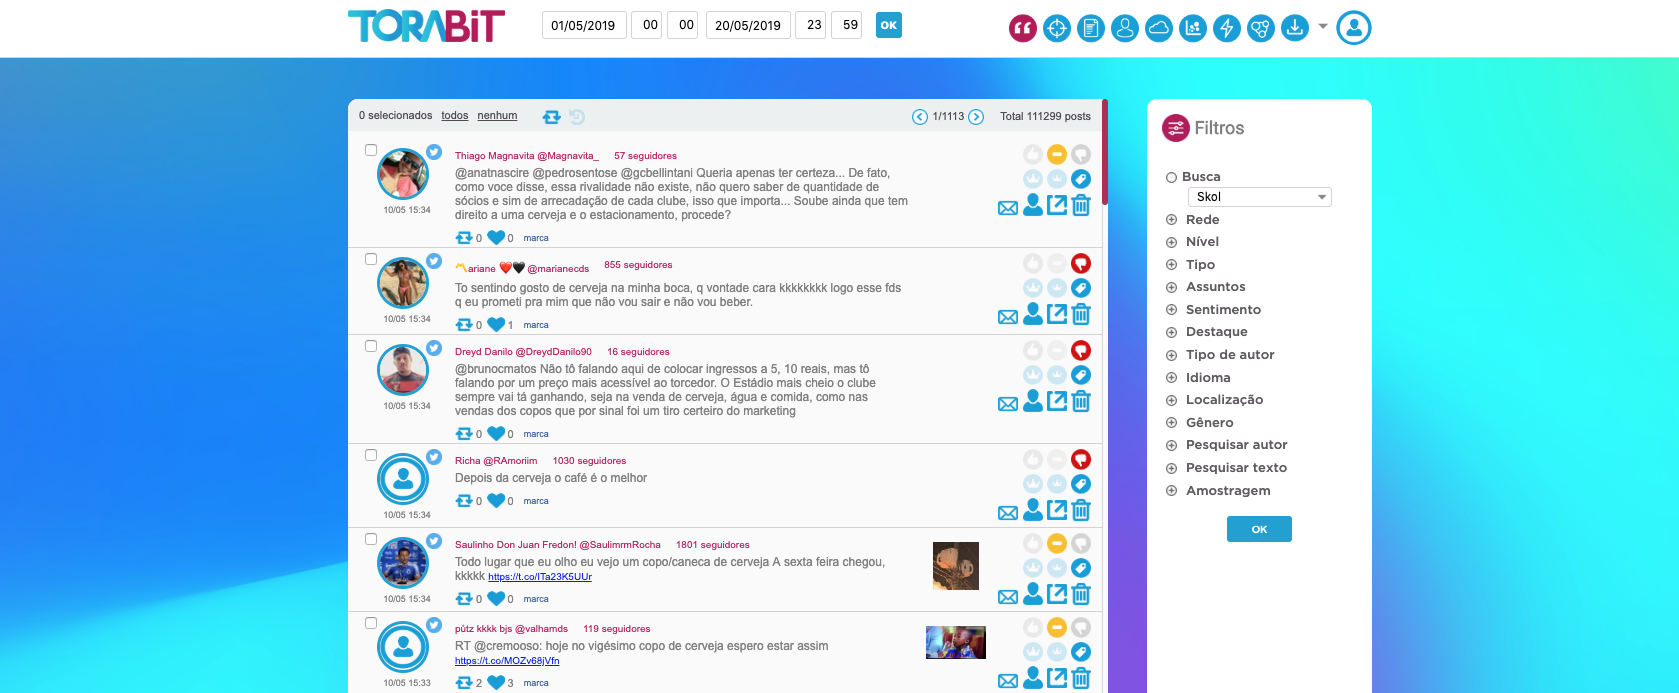 TORABiT
01/05/2019 00 00 20/05/2019 23 59 OK
0 selecionados todos nenhum 1/1113 Total 111299 posts
Thiago Magnavita @Magnavita_ 57 seguidores
@anatnascire @pedrosentose @gcbellintani Queria apenas ter certeza... De fato,
como voce disse, essa rivalidade não existe, não quero saber de quantidade de
sócios e sim de arrecadação de cada clube, isso que importa... Soube ainda que tem
direito a uma cerveja e o estacionamento, procede?
10/05 15:34
0 0 marca
ariane @marianecds 855 seguidores
To sentindo gosto de cerveja na minha boca, q vontade cara kkkkkkkk logo esse fds
q eu prometi pra mim que não vou sair e não vou beber.
10/05 15:34
0 1 marca
Dreyd Danilo @DreydDanilo90 16 seguidores
@brunocmatos Não tô falando aqui de colocar ingressos a 5, 10 reais, mas tô
falando por um preço mais acessível ao torcedor. O Estádio mais cheio o clube
sempre vai tá ganhando, seja na venda de cerveja, água e comida, como nas
vendas dos copos que por sinal foi um tiro certeiro do marketing
10/05 15:34
0 0 marca
Richa @RAmoriim 1030 seguidores
Depois da cerveja o café é o melhor
0 0 marca
10/05 15:34
Saulinho Don Juan Fredon! @SaulimrmRocha 1801 seguidores
Todo lugar que eu olho eu vejo um copo/caneca de cerveja A sexta feira chegou,
kkkkk https://t.co/ITa23K5UUr
10/05 15:34
0 0 marca
pûtz kkkk bjs @valhamds 119 seguidores
RT @cremooso: hoje no vigésimo copo de cerveja espero estar assim
https://t.co/MOZv68jVfn
10/05 15:33
2 3 marca
Filtros
Busca
Skol
Rede
Nível
Tipo
Assuntos
Sentimento
Destaque
Tipo de autor
Idioma
Localização
Gênero
Pesquisar autor
Pesquisar texto
Amostragem
OK